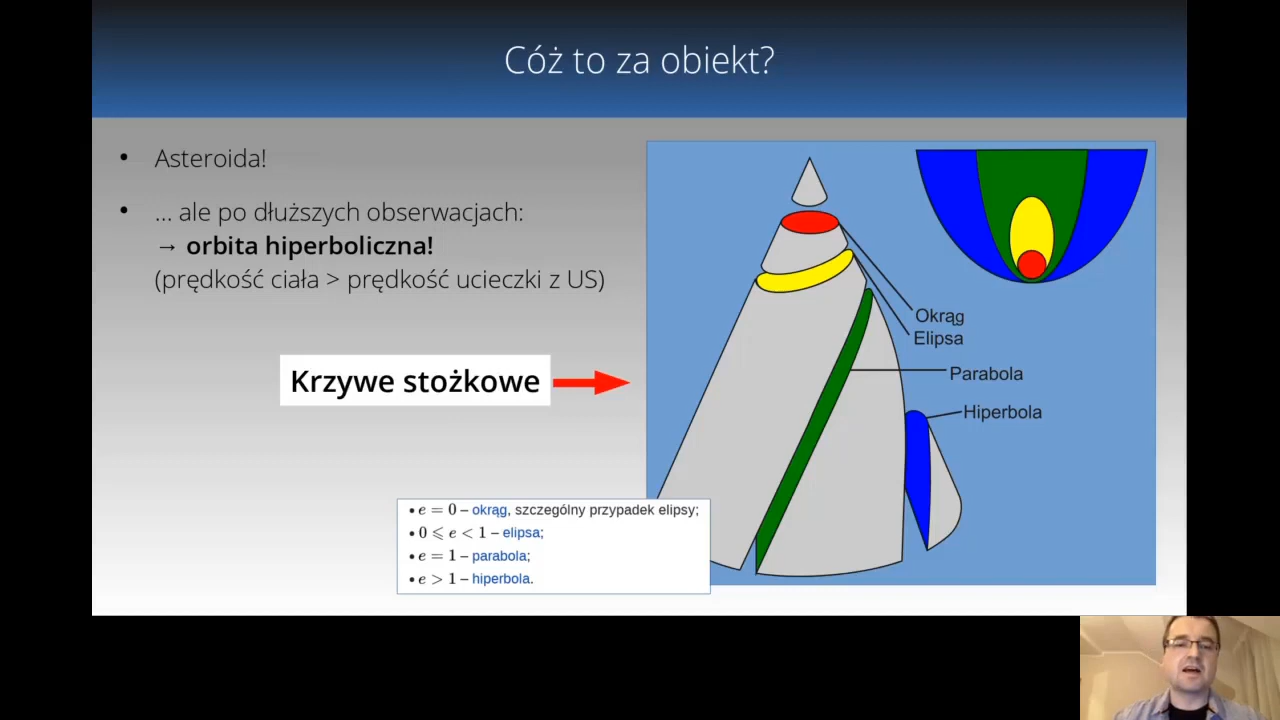 Cóż to za obiekt?
• Asteroida!
• ... ale po dłuższych obserwacjach:
→ orbita hiperboliczna!
(prędkość ciała > prędkość ucieczki z US)
Krzywe stożkowe
Okrąg
Elipsa
Parabola
Hiperbola
• e = 0 – okrąg, szczególny przypadek elipsy;
• 0 ⩽ e < 1 – elipsa;
• e = 1 – parabola;
• e > 1 – hiperbola.